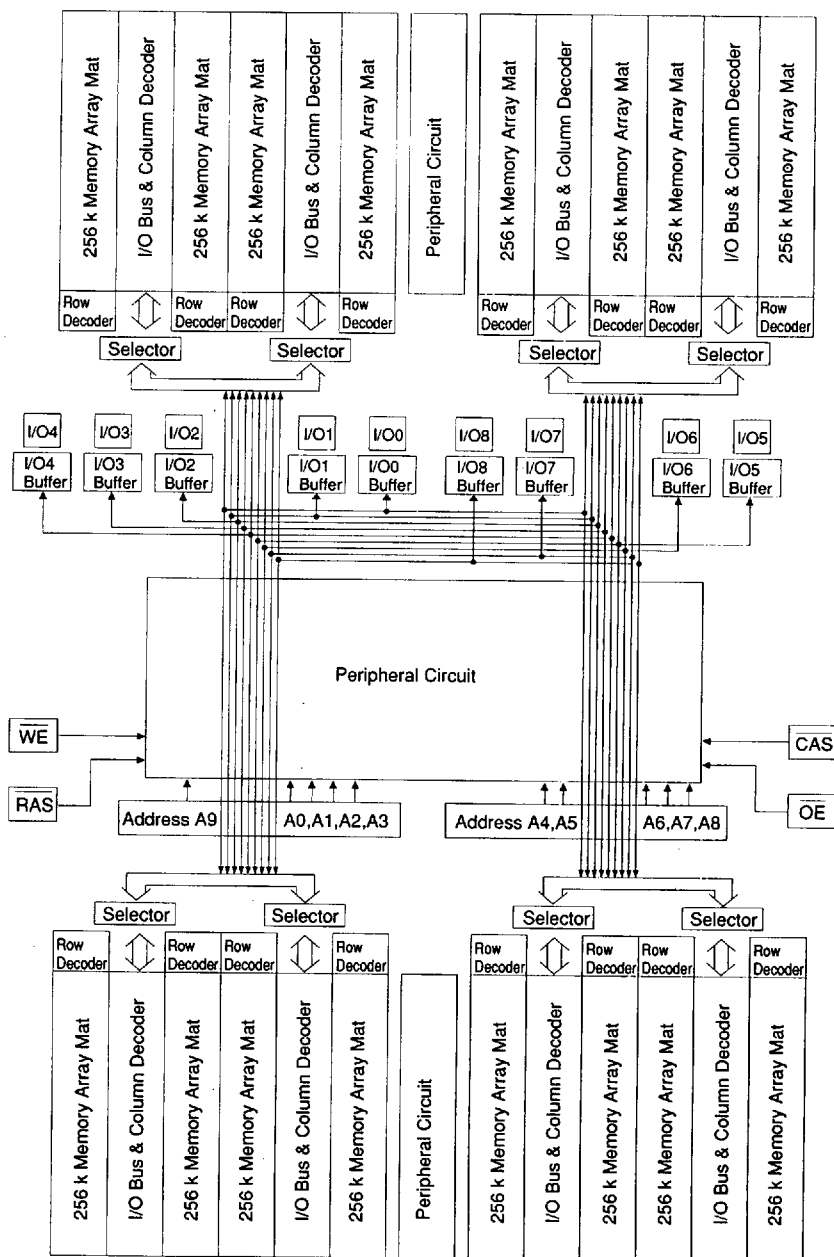 256 k Memory Array Mat
I/O Bus & Column Decoder
256 k Memory Array Mat
256 k Memory Array Mat
I/O Bus & Column Decoder
256 k Memory Array Mat
Peripheral Circuit
256 k Memory Array Mat
I/O Bus & Column Decoder
256 k Memory Array Mat
256 k Memory Array Mat
I/O Bus & Column Decoder
256 k Memory Array Mat
Row
Decoder
Row
Decoder
Row
Decoder
Row
Decoder
Row
Decoder
Row
Decoder
Row
Decoder
Row
Decoder
Selector
Selector
Selector
Selector
I/O4
I/O3
I/O2
I/O1
I/O0
I/O8
I/O7
I/O6
I/O5
I/O4
Buffer
I/O3
Buffer
I/O2
Buffer
I/O1
Buffer
I/O0
Buffer
I/O8
Buffer
I/O7
Buffer
I/O6
Buffer
I/O5
Buffer
Peripheral Circuit
WE
CAS
RAS
OE
Address A9
A0,A1,A2,A3
Address A4,A5
A6,A7,A8
Selector
Selector
Selector
Selector
Row
Decoder
Row
Decoder
Row
Decoder
Row
Decoder
Row
Decoder
Row
Decoder
Row
Decoder
Row
Decoder
256 k Memory Array Mat
I/O Bus & Column Decoder
256 k Memory Array Mat
256 k Memory Array Mat
I/O Bus & Column Decoder
256 k Memory Array Mat
Peripheral Circuit
256 k Memory Array Mat
I/O Bus & Column Decoder
256 k Memory Array Mat
256 k Memory Array Mat
I/O Bus & Column Decoder
256 k Memory Array Mat